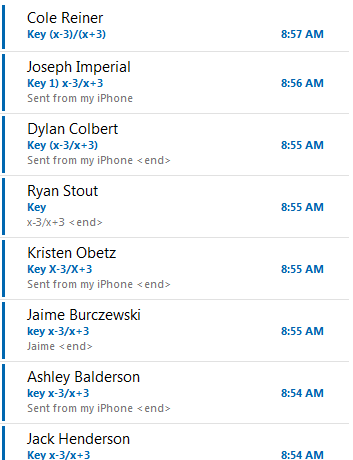 Cole Reiner
Key (x-3)/(x+3) 8:57 AM
Joseph Imperial
Key 1) x-3/x+3 8:56 AM
Sent from my iPhone
Dylan Colbert
Key (x-3/x+3) 8:55 AM
Sent from my iPhone <end>
Ryan Stout
Key 8:55 AM
x-3/x+3 <end>
Kristen Obetz
Key X-3/X+3 8:55 AM
Sent from my iPhone <end>
Jaime Burczewski
key x-3/x+3 8:55 AM
Jaime <end>
Ashley Balderson
key x-3/x+3 8:54 AM
Sent from my iPhone <end>
Jack Henderson
Key x-3/x+3 8:54 AM